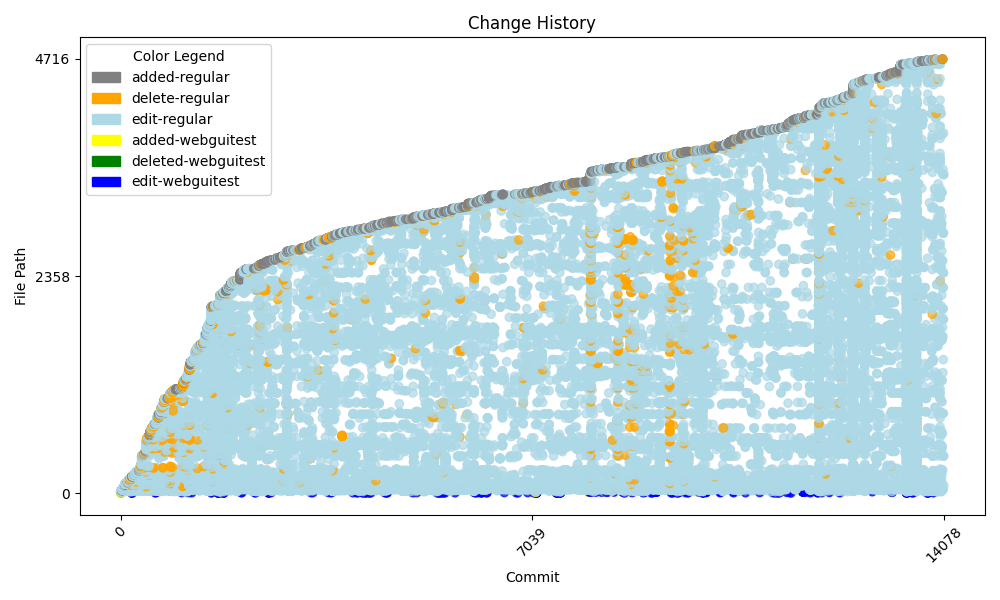 Change History
Color Legend
added-regular
delete-regular
edit-regular
added-webguitest
deleted-webguitest
edit-webguitest
File Path
4716
2358
0
0
7039
14078
Commit